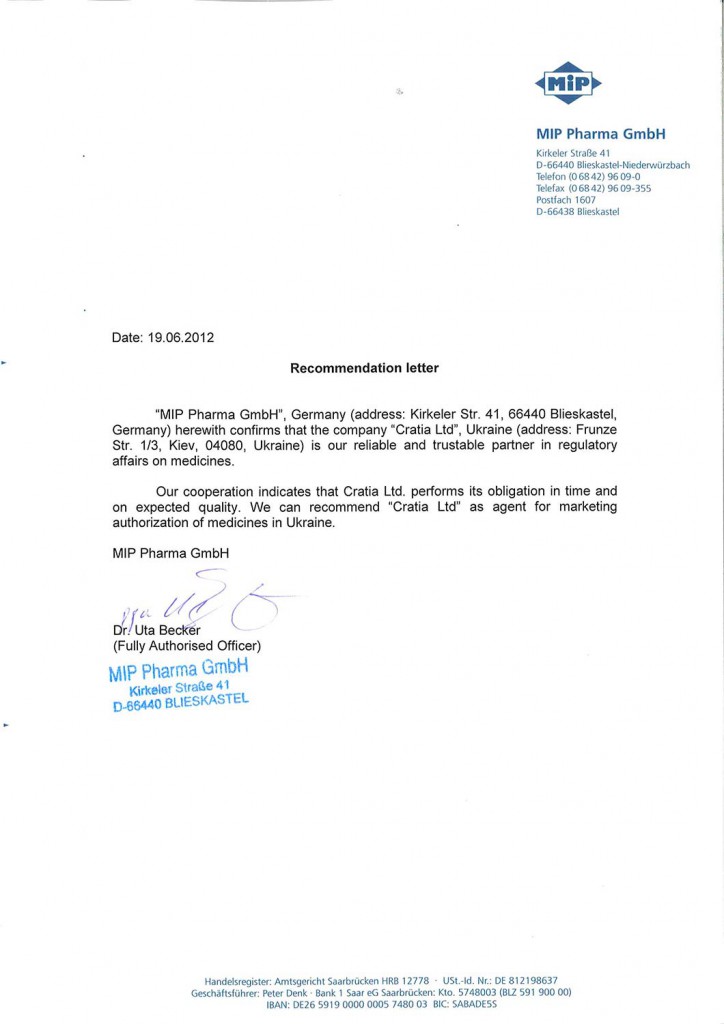 MiP
MIP Pharma GmbH
Kirkeler Straße 41
D-66440 Blieskastel-Niederwürzbach
Telefon (0 68 42) 96 09-0
Telefax (0 68 42) 96 09-355
Postfach 1607
D-66438 Blieskastel
Date: 19.06.2012
Recommendation letter
"MIP Pharma GmbH", Germany (address: Kirkeler Str. 41, 66440 Blieskastel,
Germany) herewith confirms that the company "Cratia Ltd", Ukraine (address: Frunze
Str. 1/3, Kiev, 04080, Ukraine) is our reliable and trustable partner in regulatory
affairs on medicines.
Our cooperation indicates that Cratia Ltd. performs its obligation in time and
on expected quality. We can recommend "Cratia Ltd" as agent for marketing
authorization of medicines in Ukraine.
MIP Pharma GmbH
Dr. Uta Becker
(Fully Authorised Officer)
MIP Pharma GmbH
Kirkeler Straße 41
D-66440 BLIESKASTEL
Handelsregister: Amtsgericht Saarbrücken HRB 12778 · USt.-Id. Nr.: DE 812198637
Geschäftsführer: Peter Denk · Bank 1 Saar eG Saarbrücken: Kto. 5748003 (BLZ 591 900 00)
IBAN: DE26 5919 0000 0005 7480 03 BIC: SABADE5S